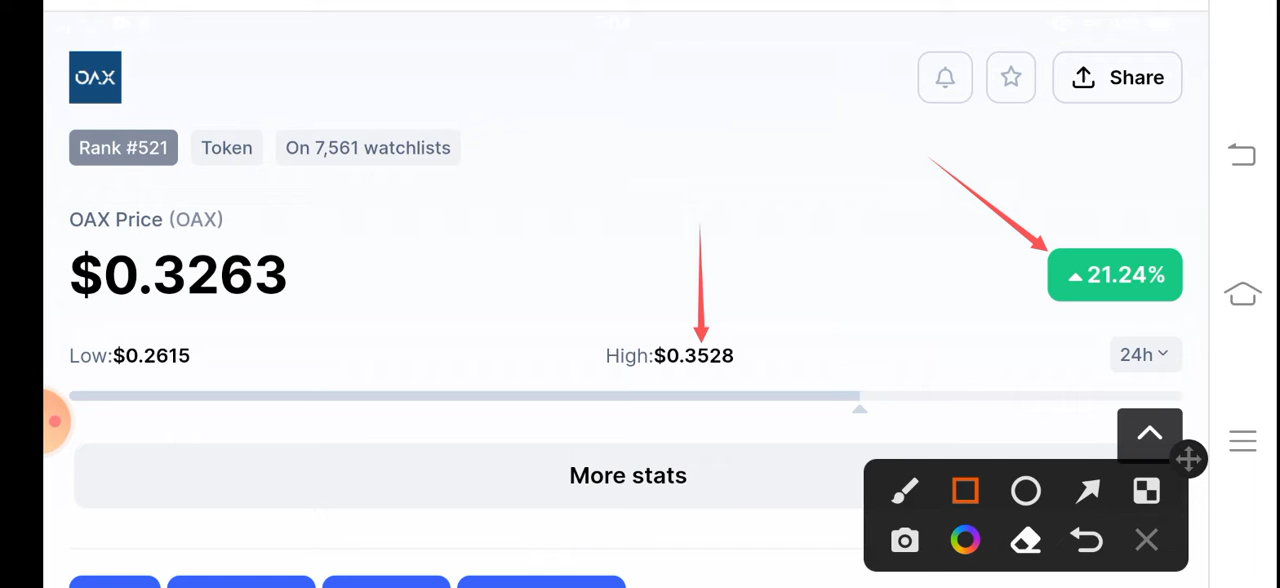 OAX
Share
Rank #521 Token On 7,561 watchlists
OAX Price (OAX)
$0.3263
21.24%
Low:$0.2615 High:$0.3528 24h
More stats